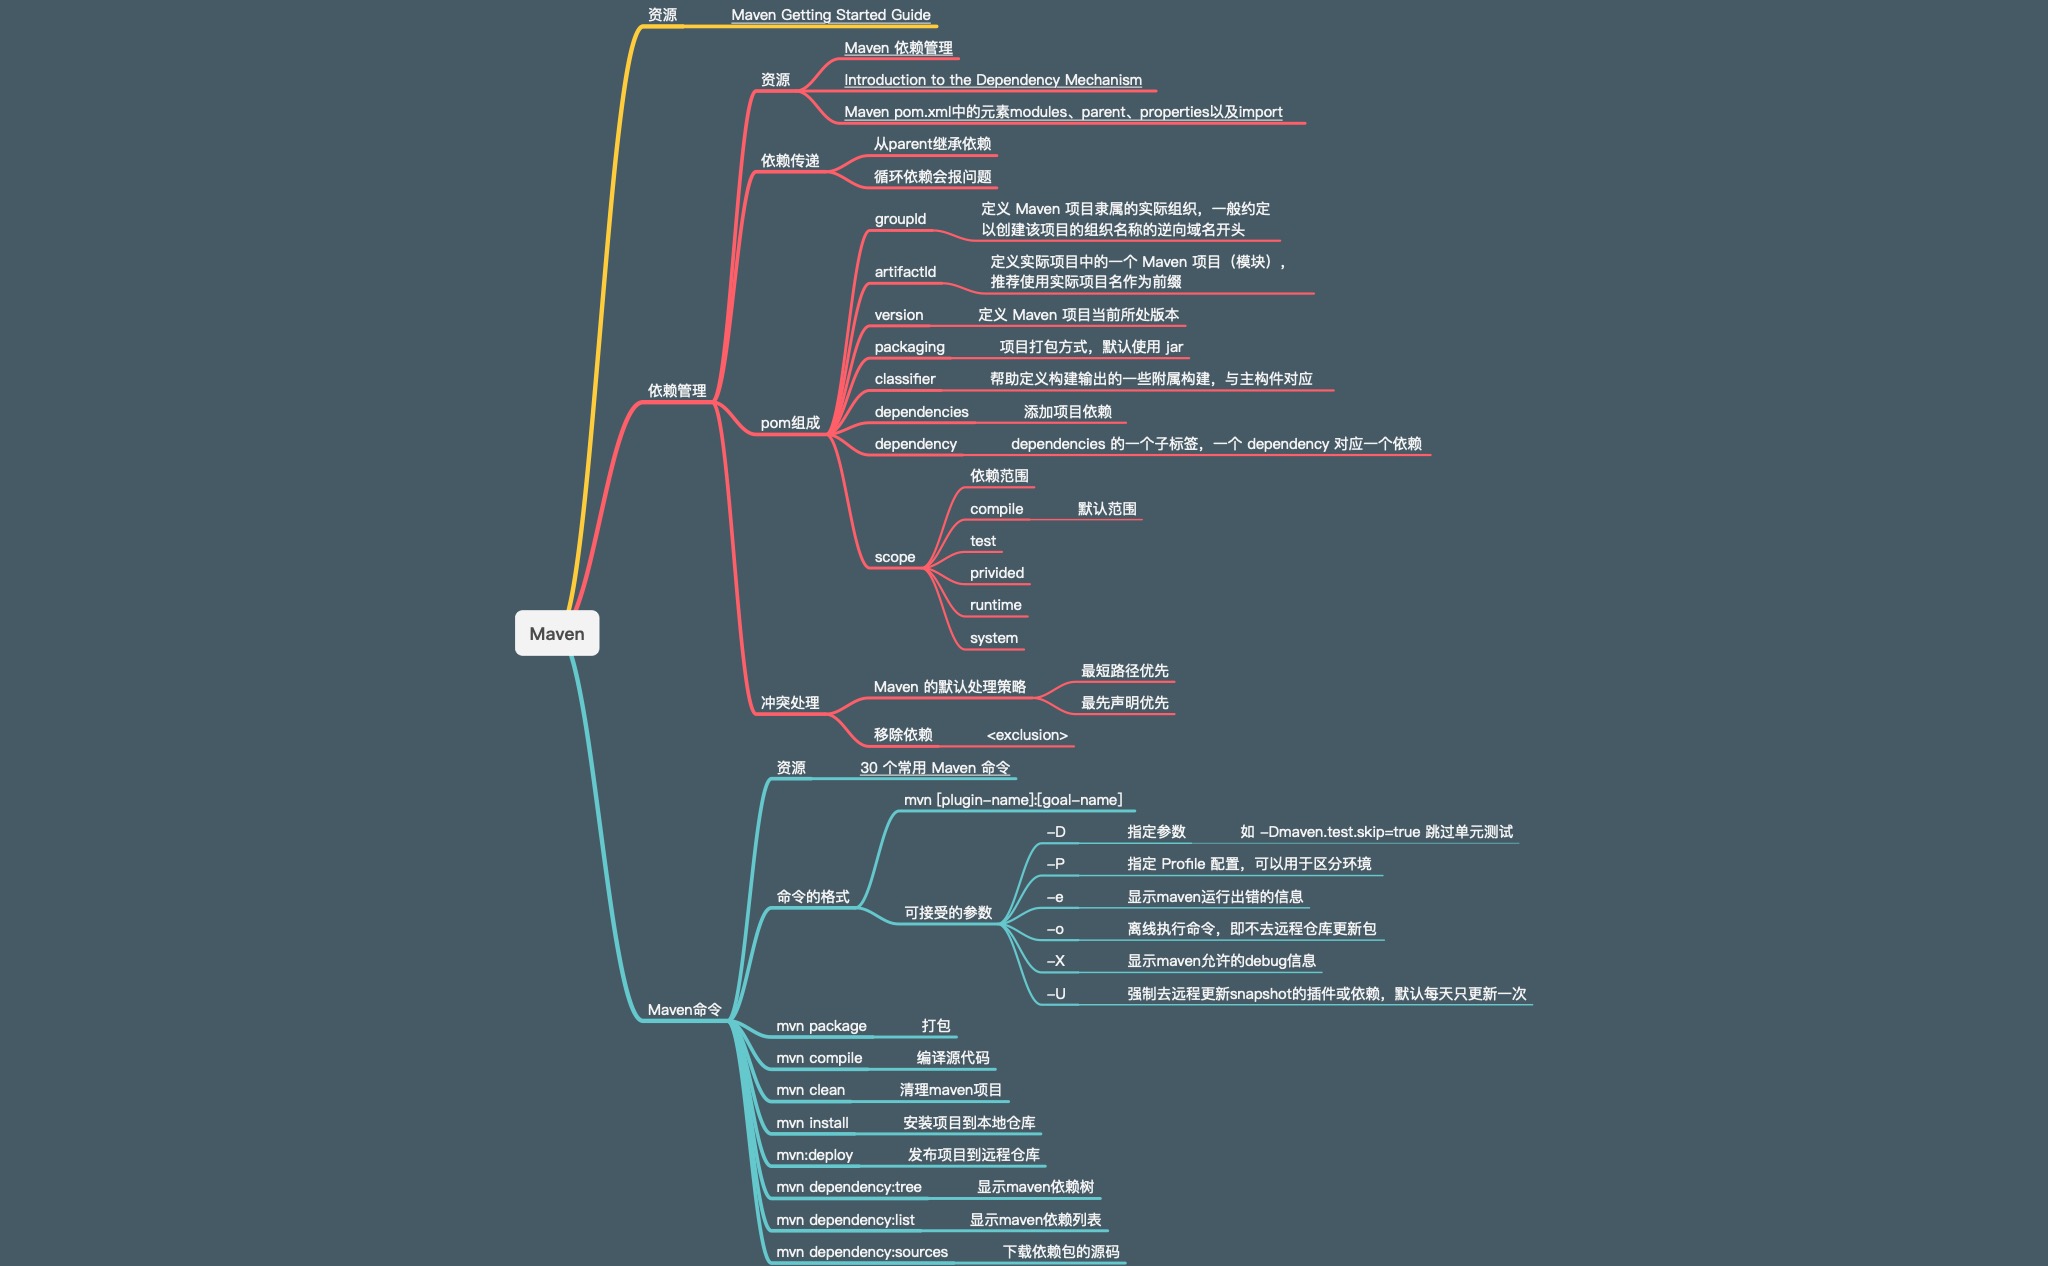 资源
Maven Getting Started Guide
Maven 依赖管理
资源
Introduction to the Dependency Mechanism
Maven pom.xml中的元素modules、parent、properties以及import
从parent继承依赖
依赖传递
循环依赖会报问题
定义 Maven 项目隶属的实际组织，一般约定
groupId
以创建该项目的组织名称的逆向域名开头
定义实际项目中的一个 Maven 项目（模块），
artifactId
推荐使用实际项目名作为前缀
version
定义 Maven 项目当前所处版本
packaging
项目打包方式，默认使用 jar
classifier
帮助定义构建输出的一些附属构建，与主构件对应
依赖管理
dependencies
添加项目依赖
pom组成
dependency
dependencies 的一个子标签，一个 dependency 对应一个依赖
依赖范围
compile
默认范围
test
scope
privided
runtime
system
Maven
最短路径优先
Maven 的默认处理策略
冲突处理
最先声明优先
移除依赖
<exclusion>
资源
30 个常用 Maven 命令
mvn [plugin-name]:[goal-name]
-D
指定参数
如 -Dmaven.test.skip=true 跳过单元测试
-P
指定 Profile 配置，可以用于区分环境
命令的格式
-e
显示maven运行出错的信息
可接受的参数
-o
离线执行命令，即不去远程仓库更新包
-X
显示maven允许的debug信息
-U
强制去远程更新snapshot的插件或依赖，默认每天只更新一次
Maven命令
mvn package
打包
mvn compile
编译源代码
mvn clean
清理maven项目
mvn install
安装项目到本地仓库
mvn:deploy
发布项目到远程仓库
mvn dependency:tree
显示maven依赖树
mvn dependency:list
显示maven依赖列表
mvn dependency:sources
下载依赖包的源码